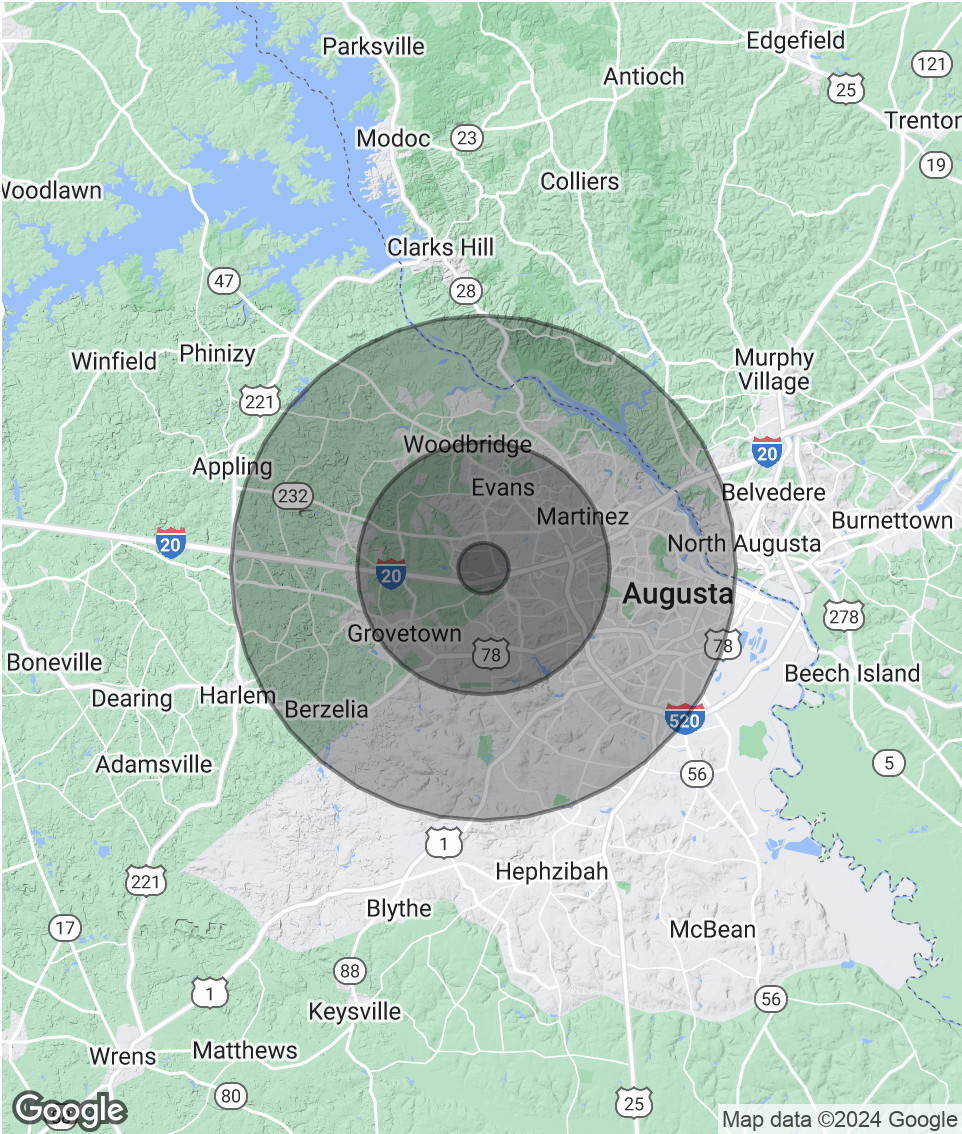 Parksville
Edgefield
Antioch
121
25
Trenton
Modoc
23
19
Colliers
Woodlawn
Clarks Hill
47
28
Winfield
Phinizy
Murphy
Village
221
Woodbridge
20
Appling
Evans
232
Belvedere
Martinez
Burnettown
20
North Augusta
20
Augusta
278
Grovetown
78
78
Boneville
Beech Island
Dearing
Harlem
Berzelia
520
Adamsville
56
5
1
221
Hephzibah
Blythe
17
McBean
88
1
56
Keysville
Wrens
Matthews
80
25
Google
Map data ©2024 Google